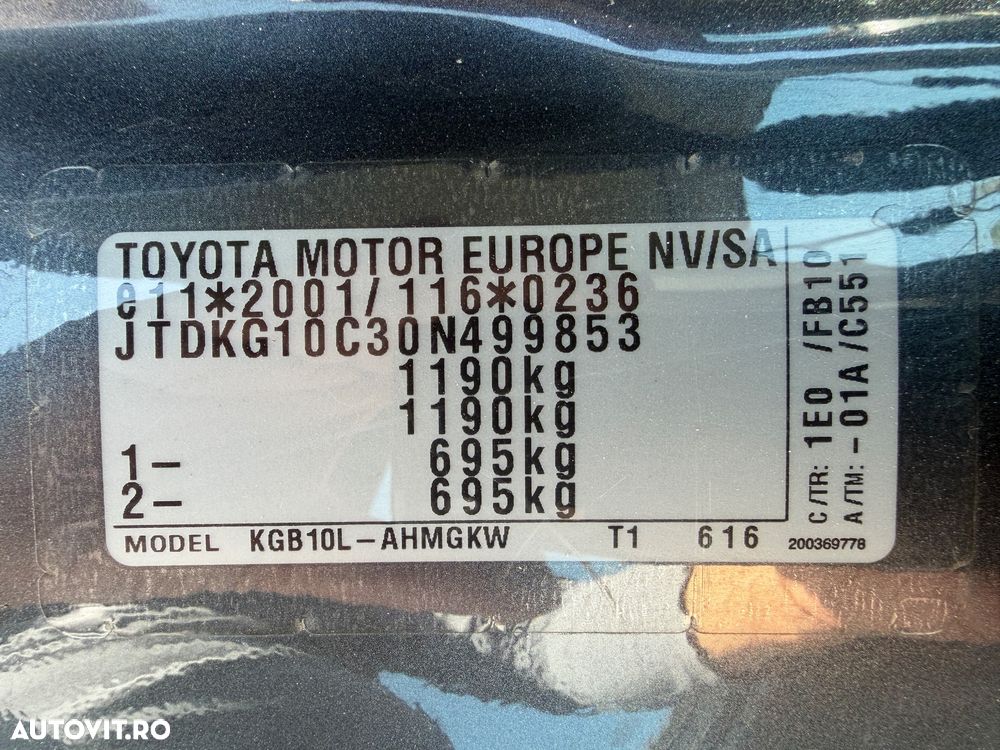 TOYOTA MOTOR EUROPE NV/SA
e11*2001/116*0236
JTDKG10C30N499853
1190kg
1190kg
1- 695kg
2- 695kg
MODEL KGB10L-AHMGKW T1 616
C/TR: 1E0 /FB10
A/TM: -01A /C551
200369778
AUTOVIT.RO